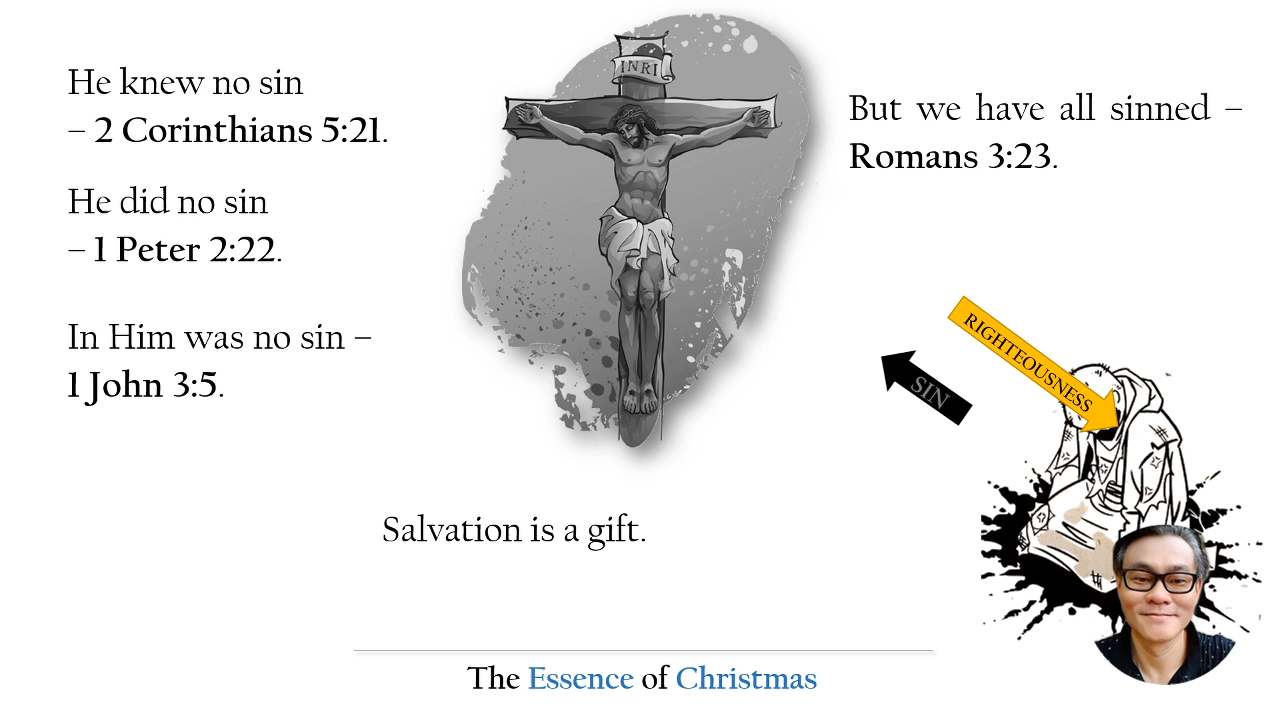 He knew no sin
– 2 Corinthians 5:21.
He did no sin
– 1 Peter 2:22.
In Him was no sin –
1 John 3:5.
INRI
But we have all sinned –
Romans 3:23.
RIGHTEOUSNESS
SIN
Salvation is a gift.
The Essence of Christmas